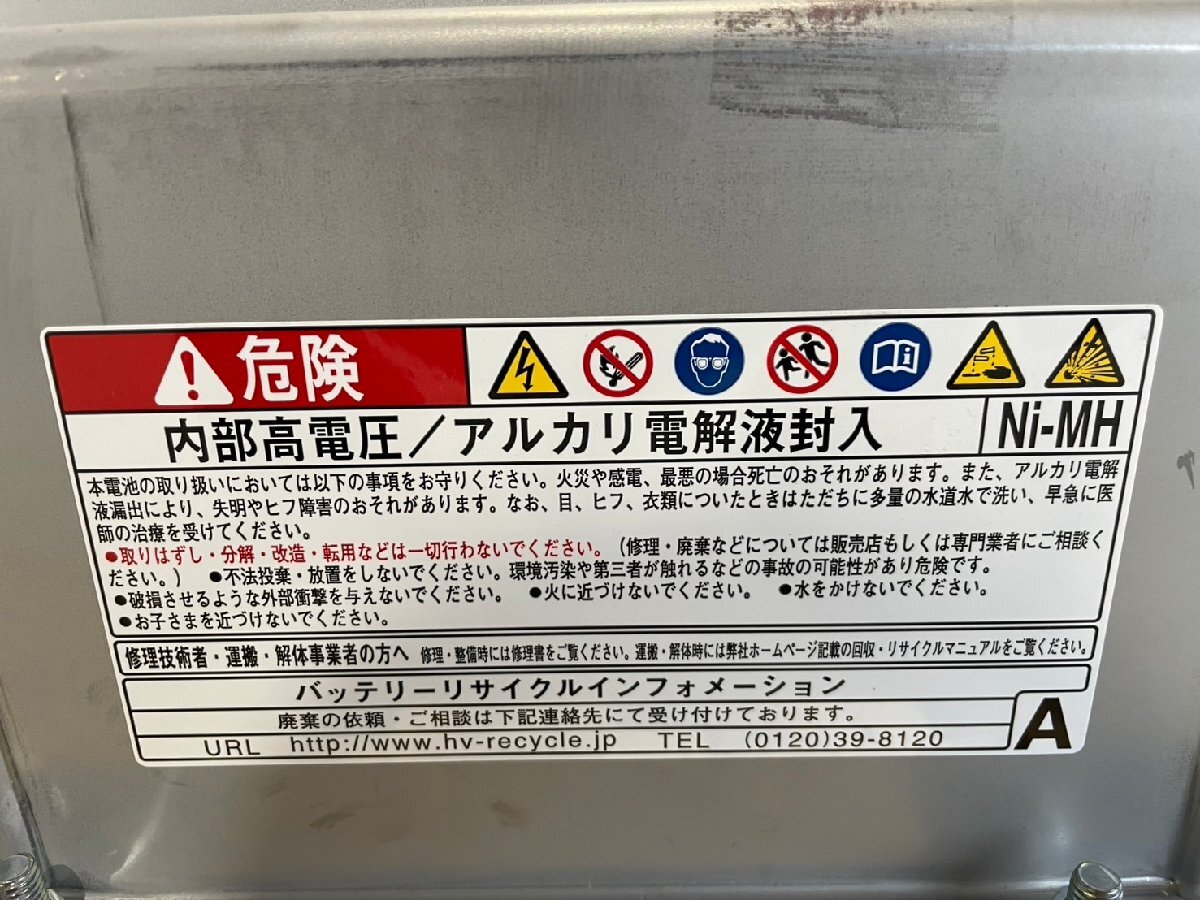 危険
内部高電圧/アルカリ電解液封入
Ni-MH
本電池の取り扱いにおいては以下の事項をお守りください。火災や感電、最悪の場合死亡のおそれがあります。また、アルカリ電解
液漏出により、失明やヒフ障害のおそれがあります。なお、目、ヒフ、衣類についたときはただちに多量の水道水で洗い、早急に医
師の治療を受けてください。
●取りはずし・分解・改造・転用などは一切行わないでください。(修理・廃棄などについては販売店もしくは専門業者にご相談く
ださい。) ●不法投棄・放置をしないでください。環境汚染や第三者が触れるなどの事故の可能性があり危険です。
●破損させるような外部衝撃を与えないでください。 ●火に近づけないでください。 ●水をかけないでください。
●お子さまを近づけないでください。
修理技術者・運搬・解体事業者の方へ 修理・整備時には修理書をご覧ください。運搬・解体時には弊社ホームページ記載の回収・リサイクルマニュアルをご覧ください。
バッテリーリサイクルインフォメーション
廃棄の依頼・ご相談は下記連絡先にて受け付けております。
URL http://www.hv-recycle.jp TEL (0120)39-8120
A